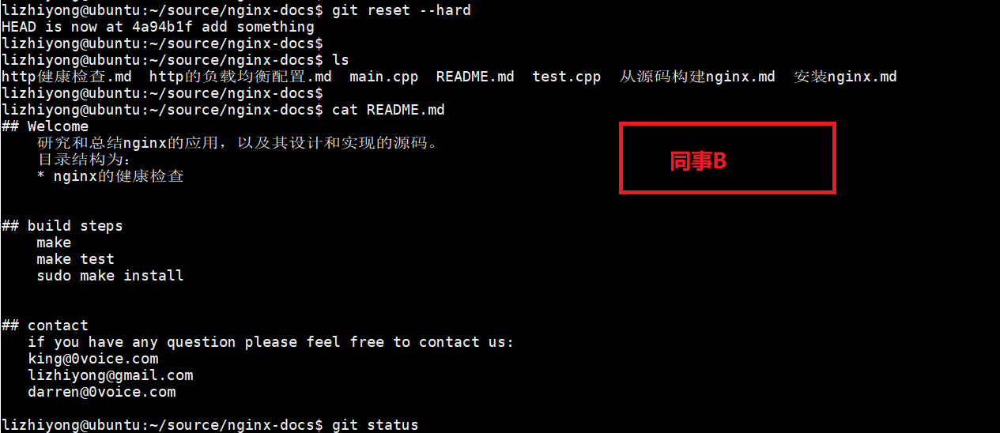 lizhiyong@ubuntu:~/source/nginx-docs$ git reset --hard
HEAD is now at 4a94b1f add something
lizhiyong@ubuntu:~/source/nginx-docs$
lizhiyong@ubuntu:~/source/nginx-docs$ ls
http健康检查.md  http的负载均衡配置.md  main.cpp  README.md  test.cpp  从源码构建nginx.md  安装nginx.md
lizhiyong@ubuntu:~/source/nginx-docs$
lizhiyong@ubuntu:~/source/nginx-docs$ cat README.md
## Welcome
    研究和总结nginx的应用，以及其设计和实现的源码。
    目录结构为：
    * nginx的健康检查
同事B
## build steps
    make
    make test
    sudo make install
## contact
   if you have any question please feel free to contact us:
   king@0voice.com
   lizhiyong@gmail.com
   darren@0voice.com
lizhiyong@ubuntu:~/source/nginx-docs$ git status